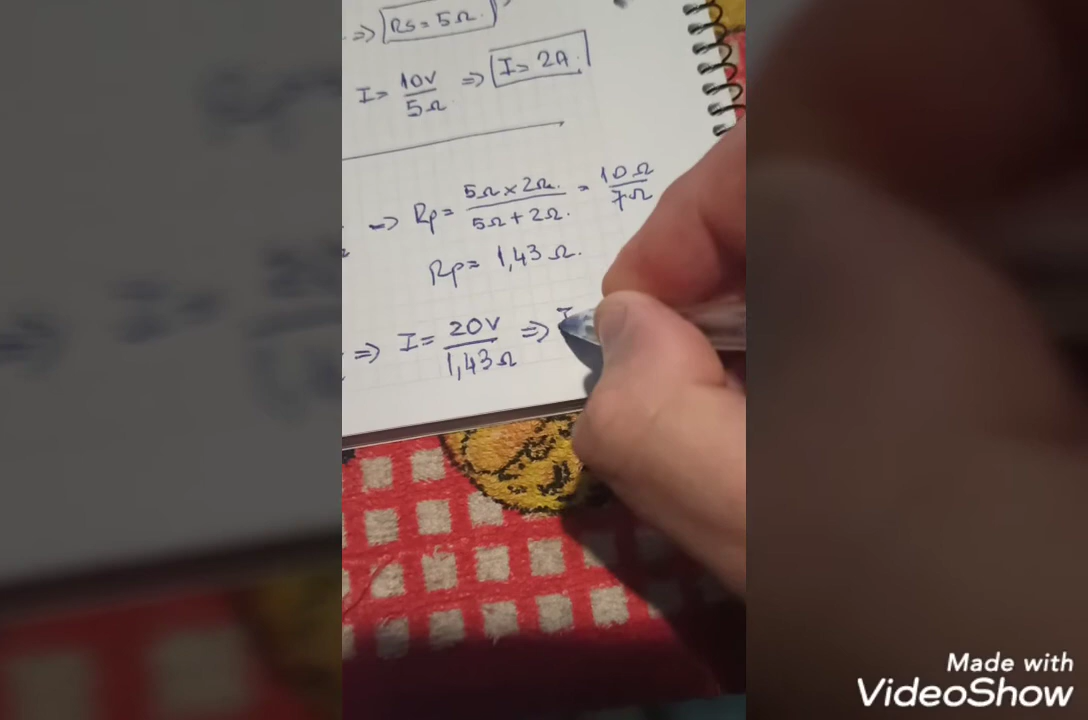 => Rs = 5Ω.
I = 10V / 5Ω => I = 2A.
=> Rp = 5Ω x 2Ω. / 5Ω + 2Ω. = 10Ω / 7Ω
Rp = 1,43 Ω.
=> I = 20V / 1,43Ω => I
Made with
VideoShow